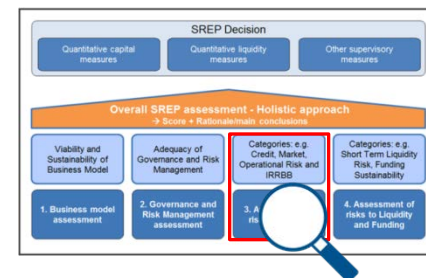 SREP Decision
Quantitative capital
measures
Quantitative liquidity
measures
Other supervisory
measures
Overall SREP assessment - Holistic approach
→ Score + Rationale/main conclusions
Viability and
Sustainability of
Business Model
Adequacy of
Governance and Risk
Management
Categories: e.g.
Credit, Market,
Operational Risk and
IRRBB
Categories: e.g.
Short Term Liquidity
Risk, Funding
Sustainability
1. Business model
assessment
2. Governance and
Risk Management
assessment
3. A
ris
4. Assessment of
risks to Liquidity
and Funding